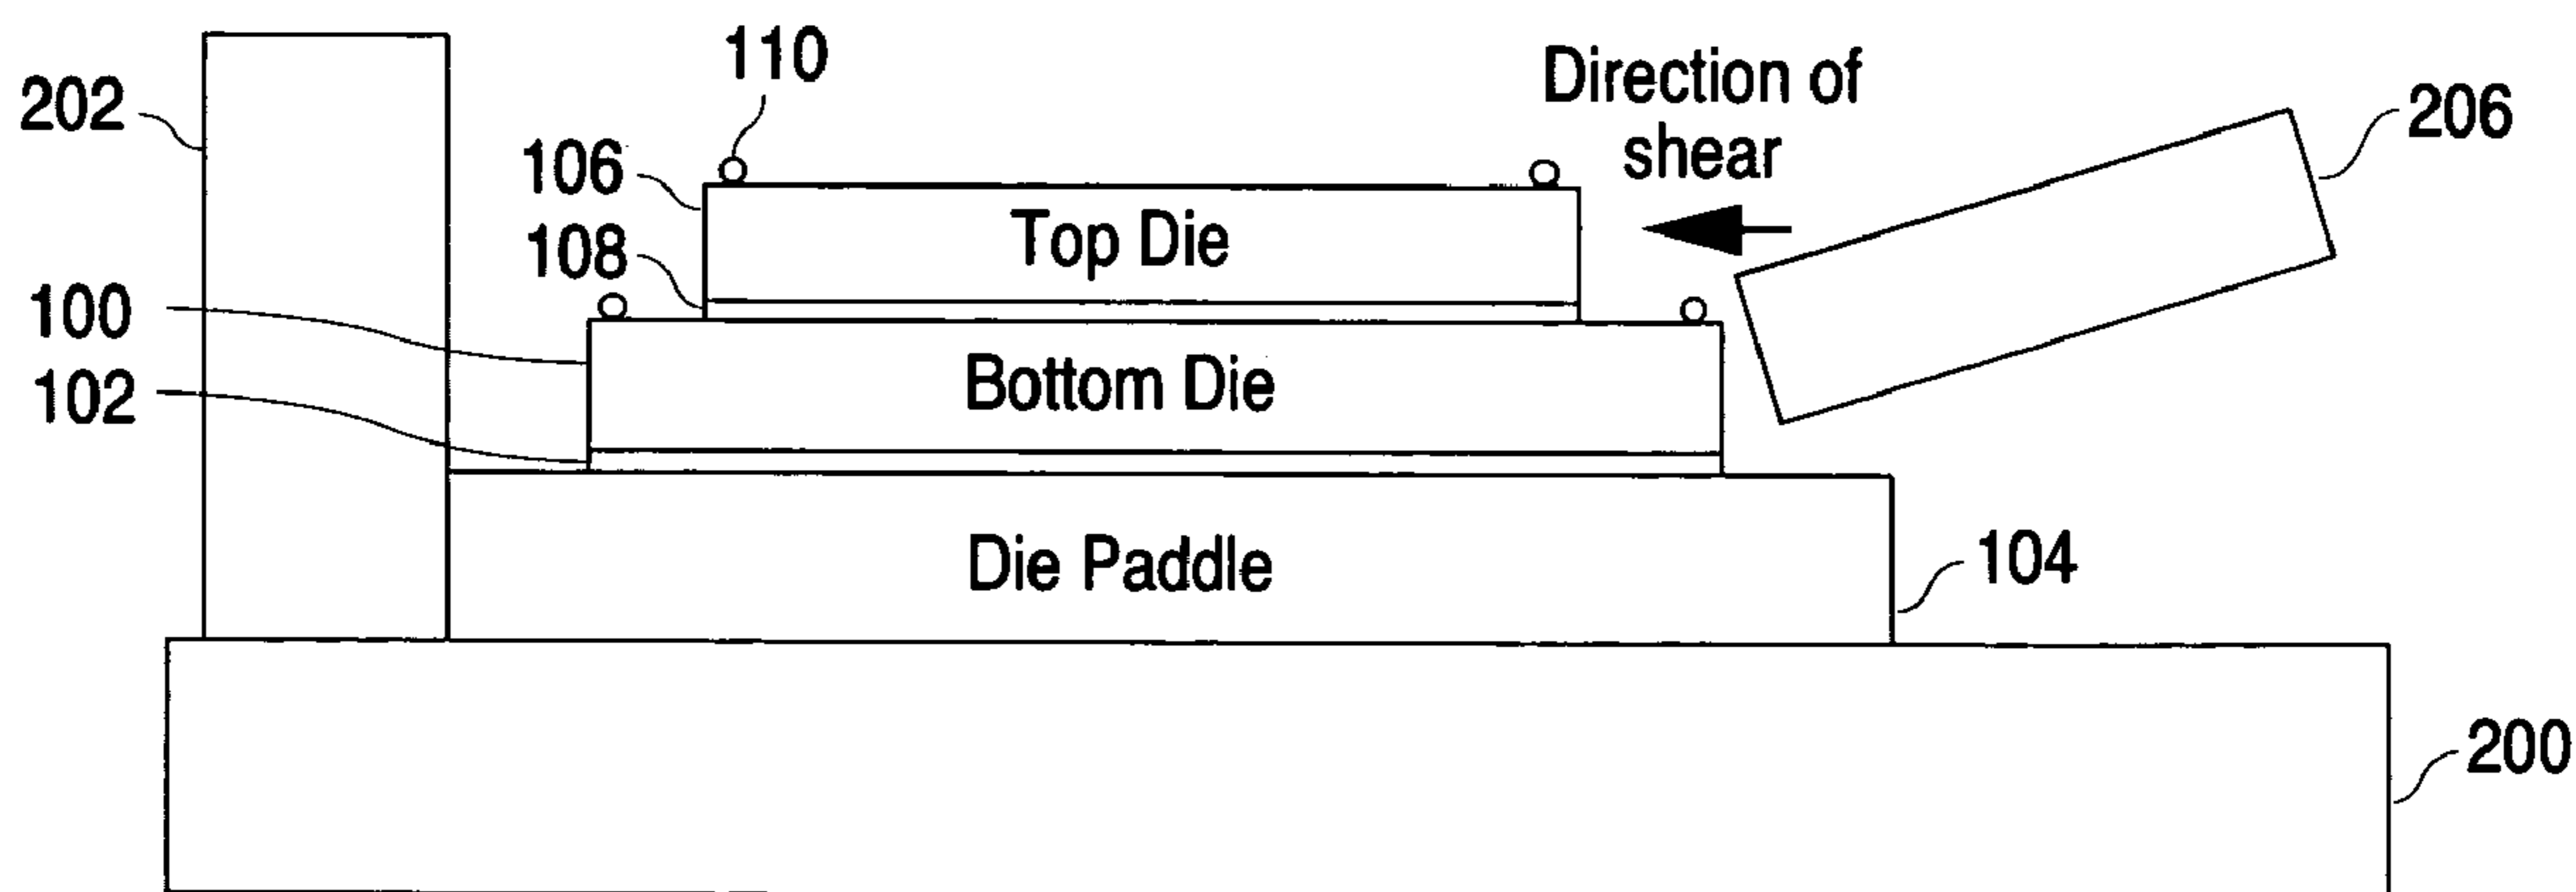 110
Direction of
shear
202
206
106
Top Die
108
100
Bottom Die
102
Die Paddle
104
200